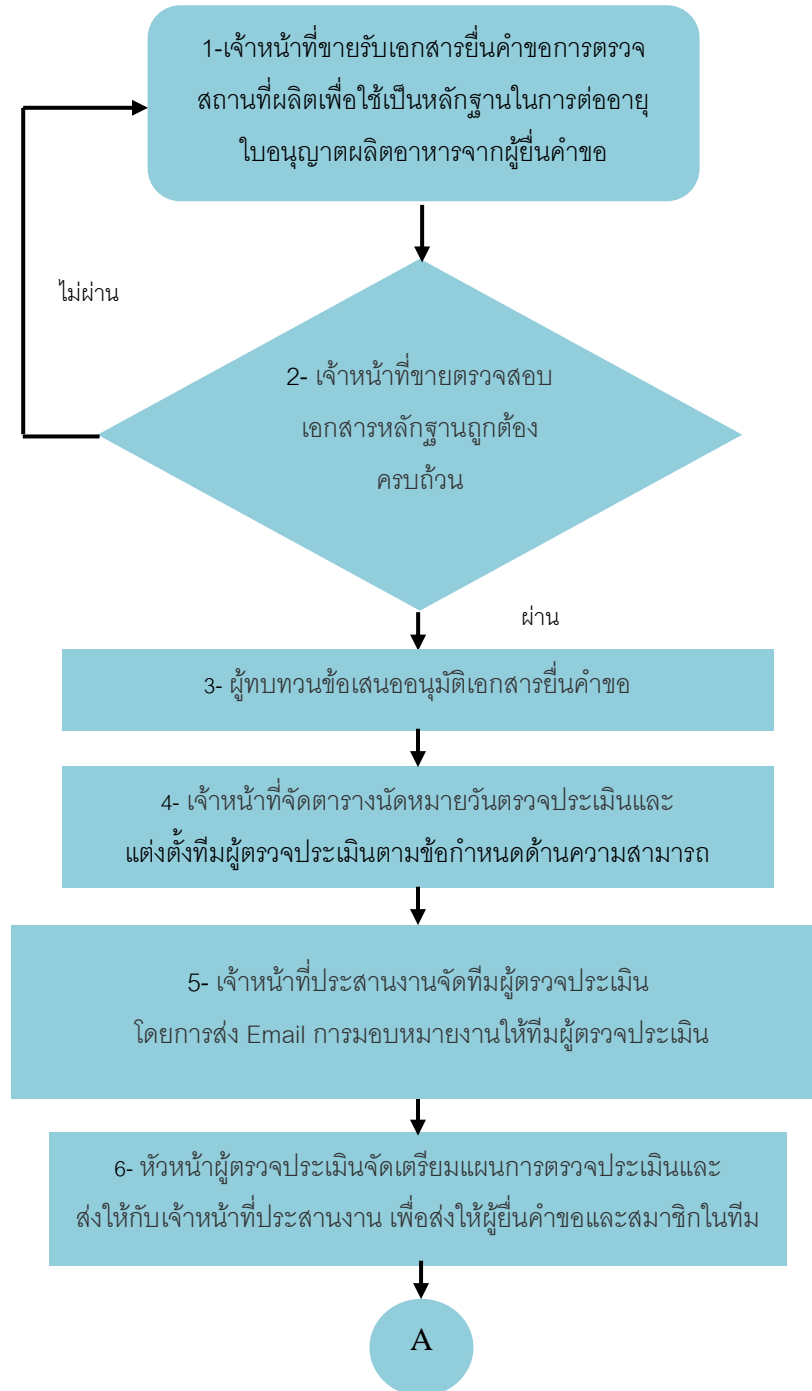 1-เจ้าหน้าที่ขายรับเอกสารยื่นคำขอการตรวจ
สถานที่ผลิตเพื่อใช้เป็นหลักฐานในการต่ออายุ
ใบอนุญาตผลิตอาหารจากผู้ยื่นคำขอ
ไม่ผ่าน
2- เจ้าหน้าที่ขายตรวจสอบ
เอกสารหลักฐานถูกต้อง
ครบถ้วน
ผ่าน
3- ผู้ทบทวนข้อเสนออนุมัติเอกสารยื่นคำขอ
4- เจ้าหน้าที่จัดตารางนัดหมายวันตรวจประเมินและ
แต่งตั้งทีมผู้ตรวจประเมินตามข้อกำหนดด้านความสามารถ
5- เจ้าหน้าที่ประสานงานจัดทีมผู้ตรวจประเมิน
โดยการส่ง Email การมอบหมายงานให้ทีมผู้ตรวจประเมิน
6- หัวหน้าผู้ตรวจประเมินจัดเตรียมแผนการตรวจประเมินและ
ส่งให้กับเจ้าหน้าที่ประสานงาน เพื่อส่งให้ผู้ยื่นคำขอและสมาชิกในทีม
A